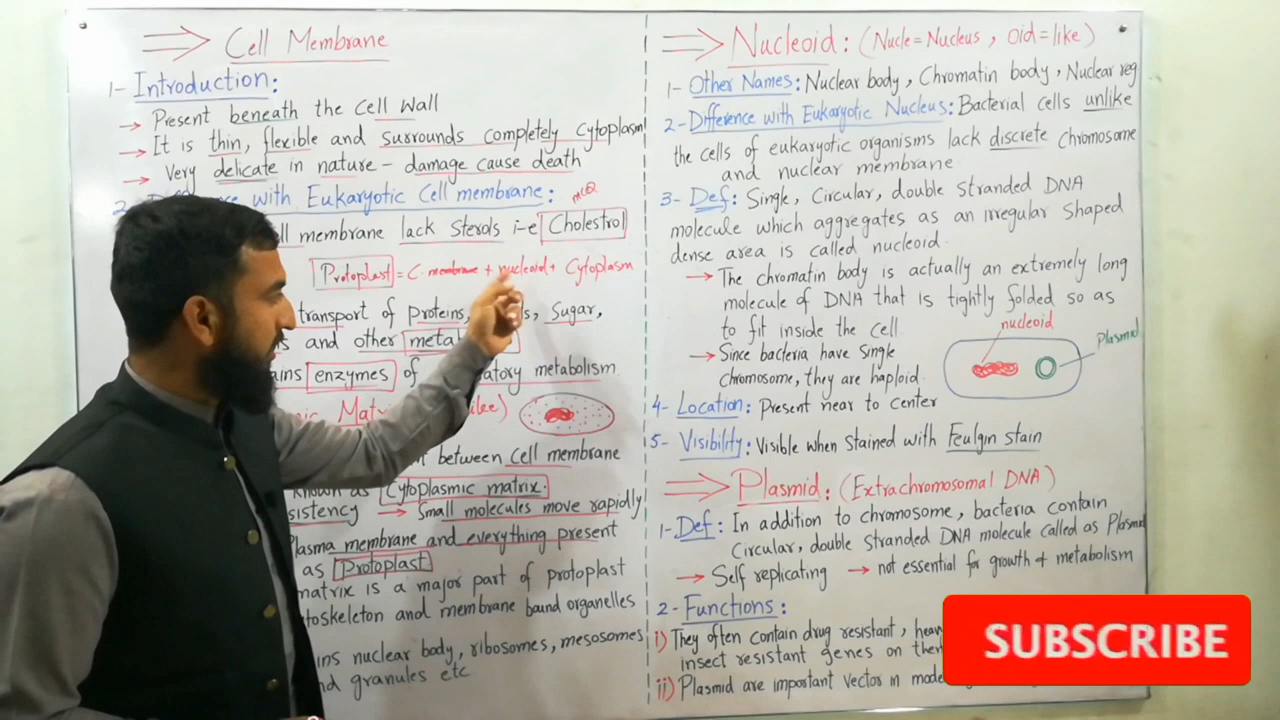 Cell Membrane
1- Introduction:
→ Present beneath the cell wall
→ It is thin, flexible and surrounds completely cytoplasm
→ Very delicate in nature - damage cause death
2 with Eukaryotic Cell membrane:
MCQ
membrane lack sterols i-e Cholestrol
Protoplast = C. membrane + nucleoid + Cytoplasm
transport of proteins, Sugar,
and other
enzymes of metabolism
between cell membrane
known as Cytoplasmic matrix.
→ Small molecules move rapidly
membrane and everything present
as Protoplast
matrix is a major part of protoplast
and membrane bound organelles
nuclear body, ribosomes, mesosomes
granules etc
Nucleoid: (Nucle=Nucleus, oid=like)
1- Other Names: Nuclear body, Chromatin body, Nuclear reg
2- Difference with Eukaryotic Nucleus: Bacterial cells unlike
the cells of eukaryotic organisms lack discrete chromosome
and nuclear membrane.
3- Def: Single, Circular, double stranded DNA
molecule which aggregates as an irregular shaped
dense area is called nucleoid.
→ The chromatin body is actually an extremely long
molecule of DNA that is tightly folded so as
to fit inside the cell
nucleoid
Plasmid
→ Since bacteria have single
chromosome, they are haploid.
4- Location: Present near to center
5- Visibility: Visible when stained with Feulgin stain
Plasmid: (Extrachromosomal DNA)
1- Def: In addition to chromosome, bacteria contain
Circular, double stranded DNA molecule called as Plasmid
→ Self replicating → not essential for growth & metabolism
2- Functions:
i) They often contain drug resistant,
insect resistant genes on
ii) Plasmid are important vector in
SUBSCRIBE